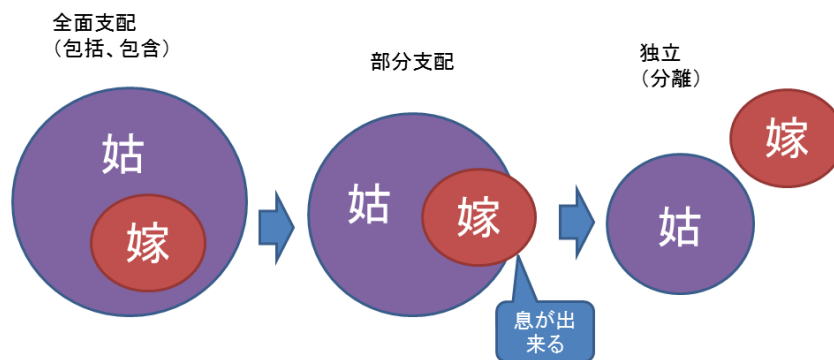 全面支配
（包括、包含）
姑
嫁
部分支配
姑
嫁
息が出
来る
独立
（分離）
嫁
姑